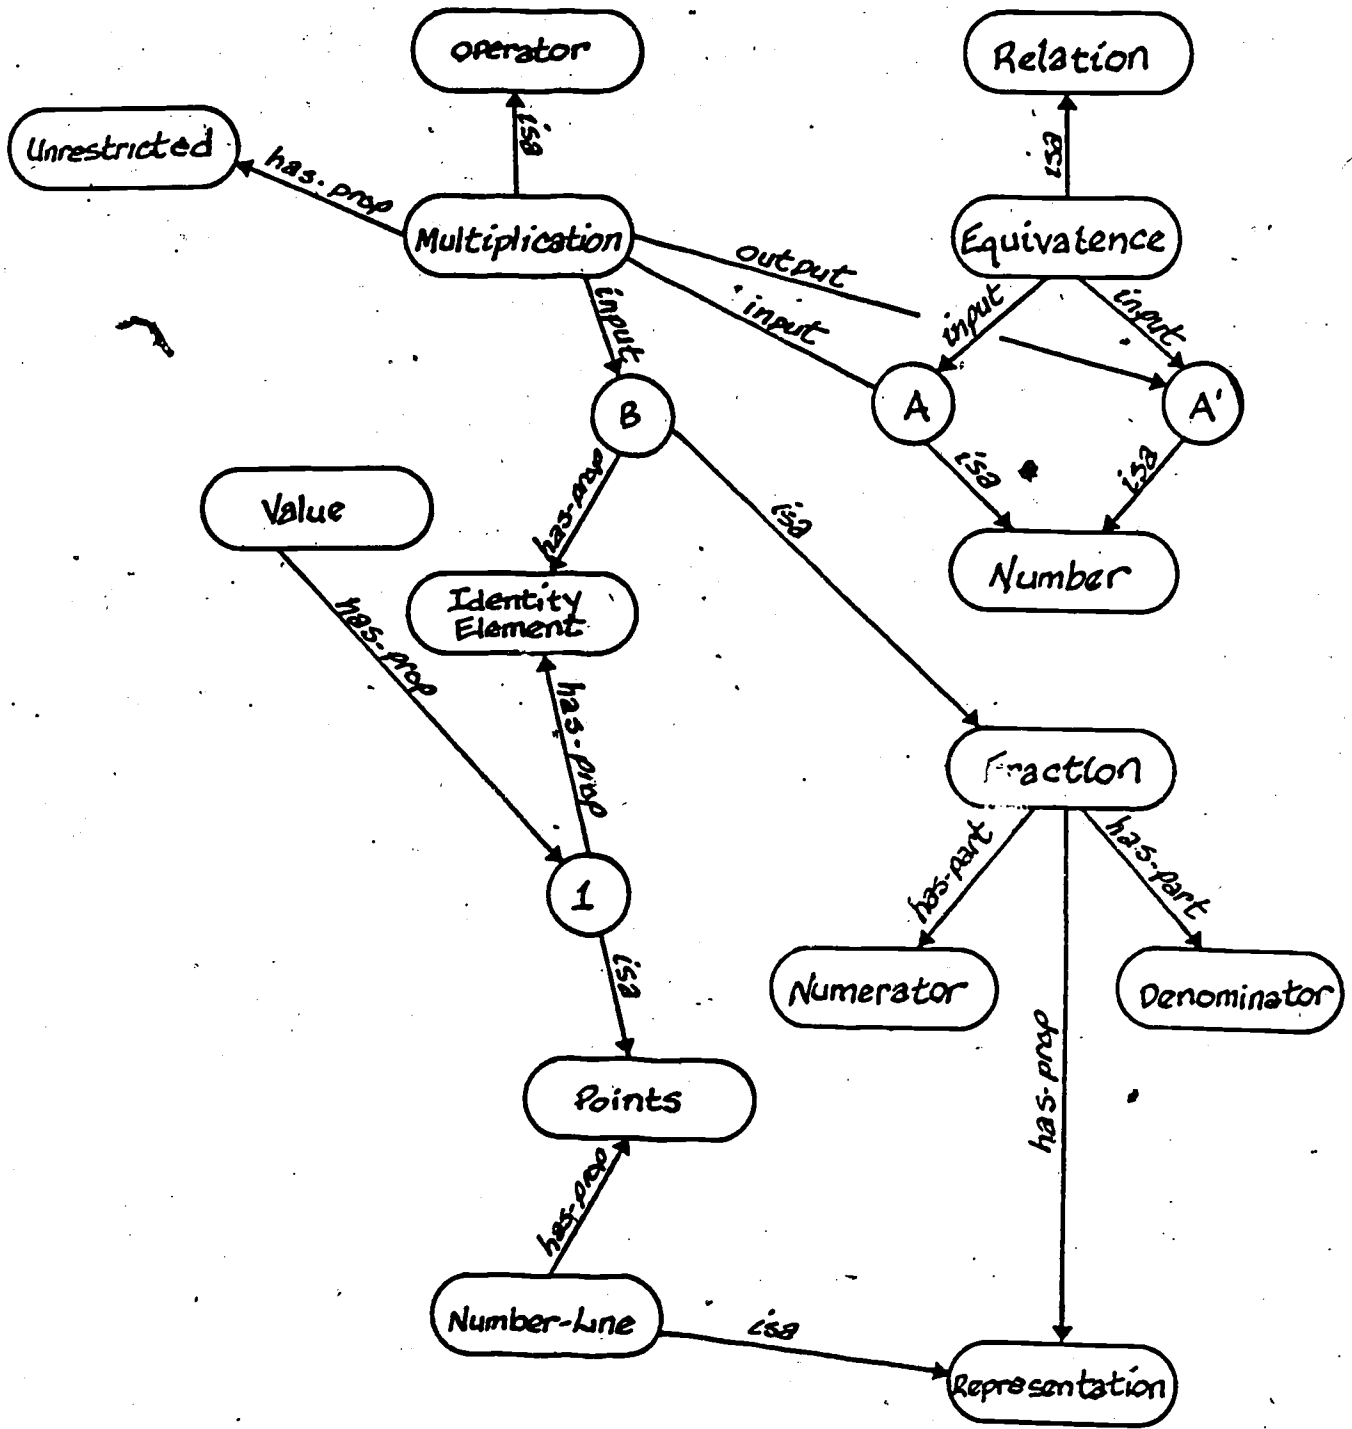 Operator
Relation
isa
isa
Unrestricted
has-prop
Multiplication
Equivalence
output
input
input
input
input
A
A'
B
isa
isa
has-prop
Value
isa
Number
Identity
Element
has-prop
has-prop
Fraction
has-part
has-part
1
isa
Numerator
Denominator
has-prop
Points
has-prop
Number-Line
isa
Representation